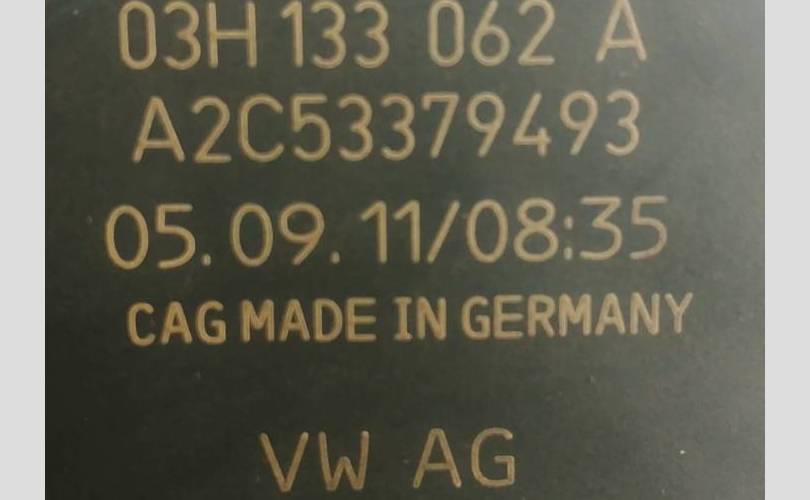 03H 133 062 A
A2C53379493
05.09.11/08:35
CAG MADE IN GERMANY
VW AG